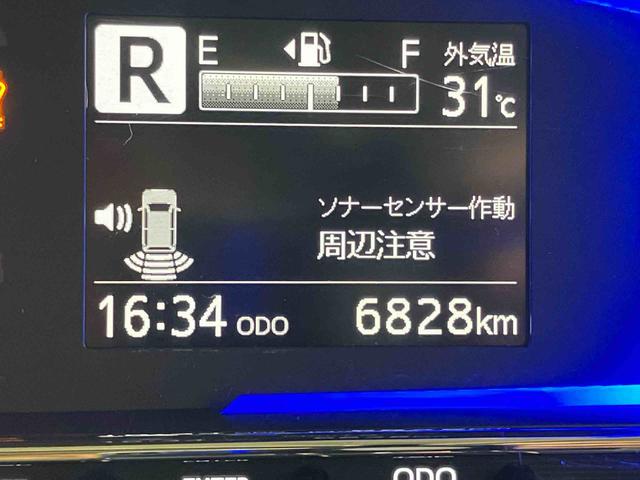 R E F 外気温
31℃
ソナーセンサー作動
周辺注意
16:34 ODO 6828km
ODO